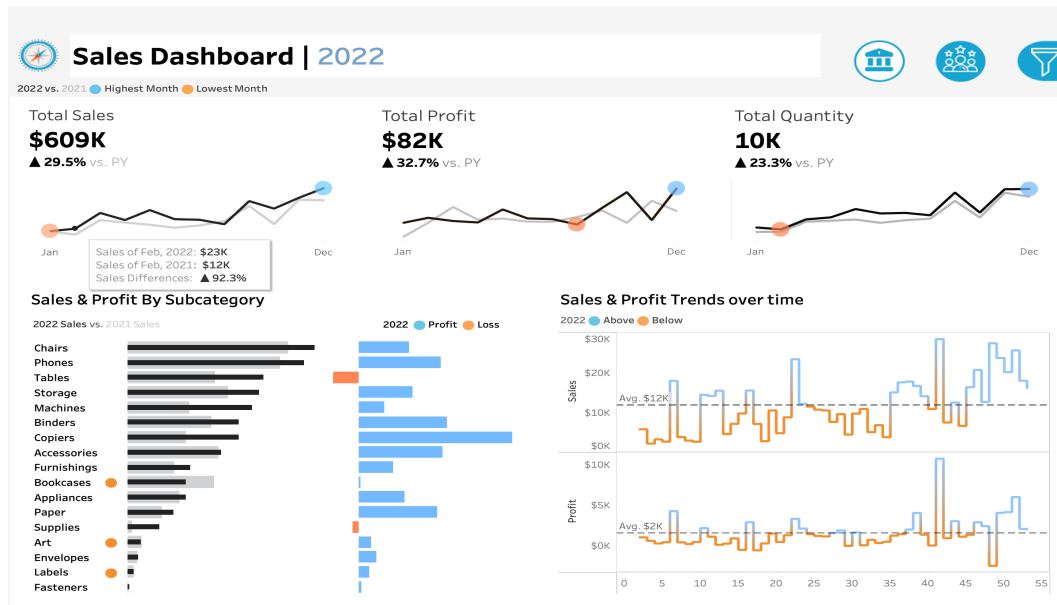 Sales Dashboard | 2022
2022 vs. 2021 Highest Month Lowest Month
Total Sales
$609K
▲ 29.5% vs. PY
Jan
Dec
Sales of Feb, 2022: $23K
Sales of Feb, 2021: $12K
Sales Differences: ▲ 92.3%
Total Profit
$82K
▲ 32.7% vs. PY
Jan
Dec
Total Quantity
10K
▲ 23.3% vs. PY
Jan
Dec
Sales & Profit By Subcategory
2022 Sales vs. 2021 Sales
2022 Profit Loss
Chairs
Phones
Tables
Storage
Machines
Binders
Copiers
Accessories
Furnishings
Bookcases
Appliances
Paper
Supplies
Art
Envelopes
Labels
Fasteners
Sales & Profit Trends over time
2022 Above Below
Sales
$30K
$20K
Avg. $12K
$10K
$0K
Profit
$10K
$5K
Avg. $2K
$0K
0 5 10 15 20 25 30 35 40 45 50 55